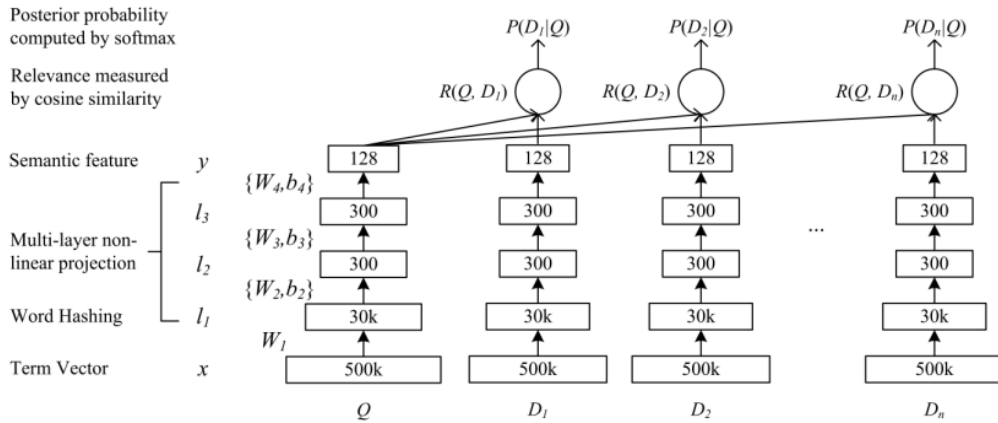 Posterior probability
computed by softmax
P(D1|Q) P(D2|Q) P(Dn|Q)
Relevance measured
by cosine similarity
R(Q, D1) R(Q, D2) R(Q, Dn)
Semantic feature y 128 128 128 128
{W4,b4}
l3 300 300 300 300
Multi-layer non-
linear projection
{W3,b3} ...
l2 300 300 300 300
{W2,b2}
Word Hashing l1 30k 30k 30k 30k
W1
Term Vector x 500k 500k 500k 500k
Q D1 D2 Dn